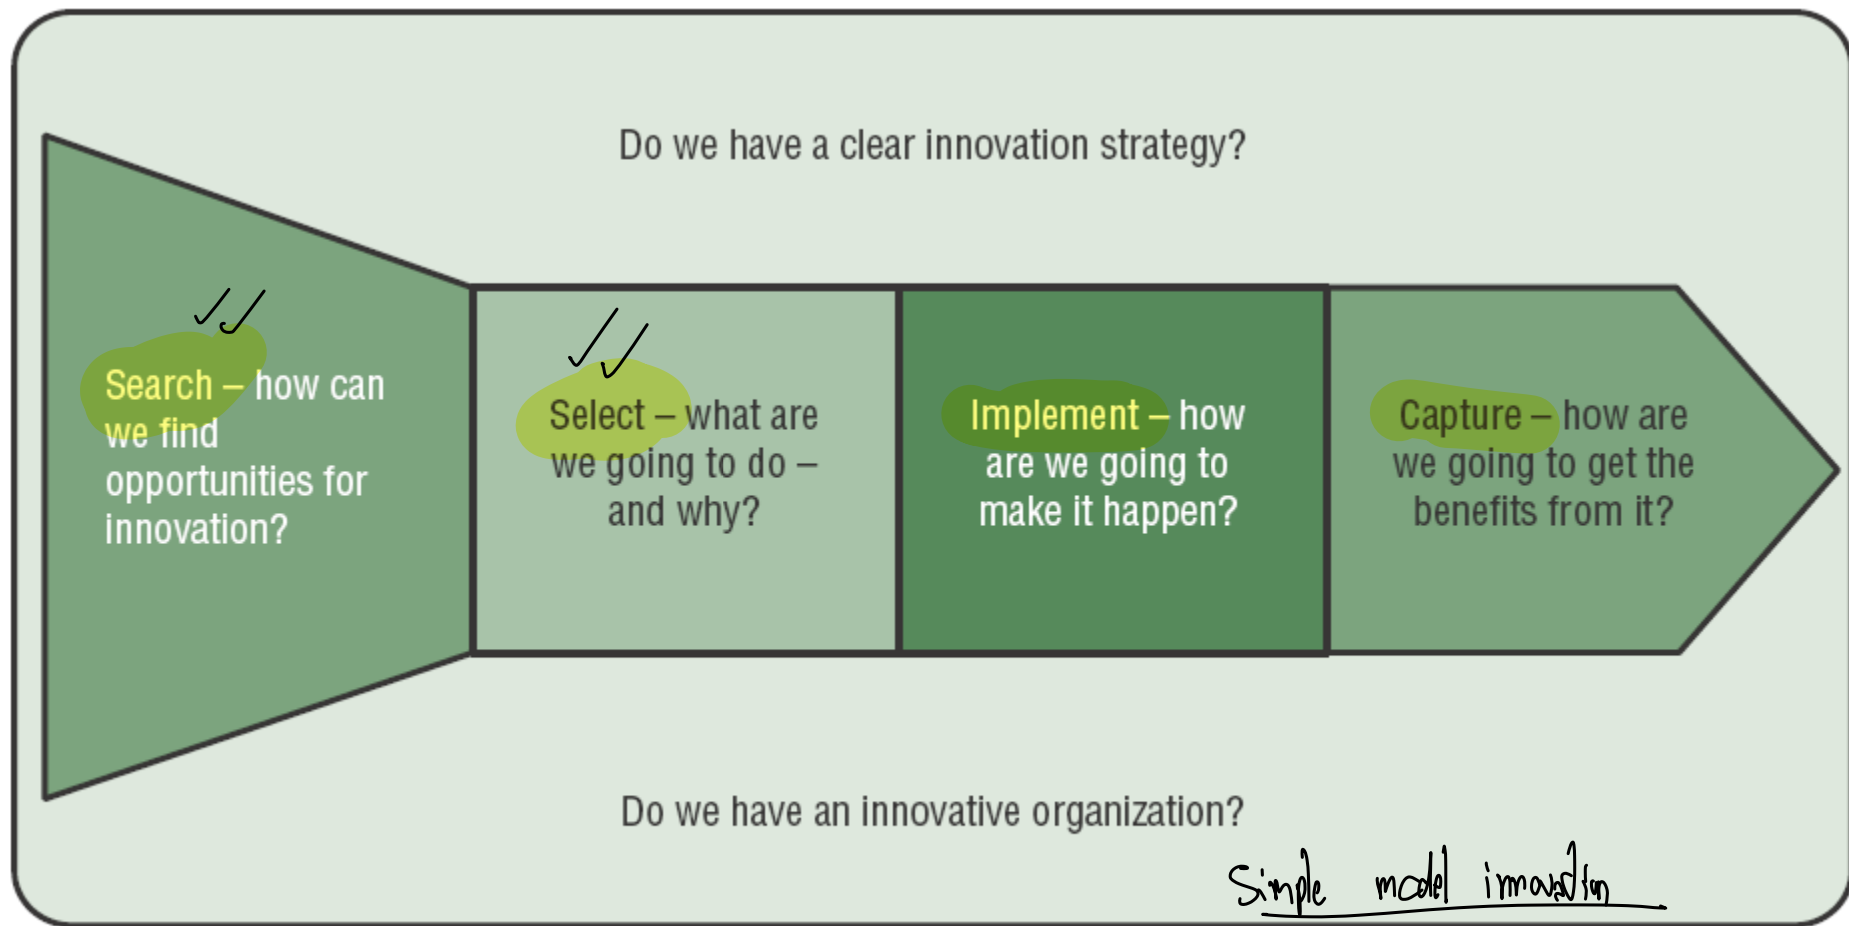 Do we have a clear innovation strategy?
Search – how can
we find
opportunities for
innovation?
Select – what are
we going to do –
and why?
Implement – how
are we going to
make it happen?
Capture – how are
we going to get the
benefits from it?
Do we have an innovative organization?
Simple model innovation